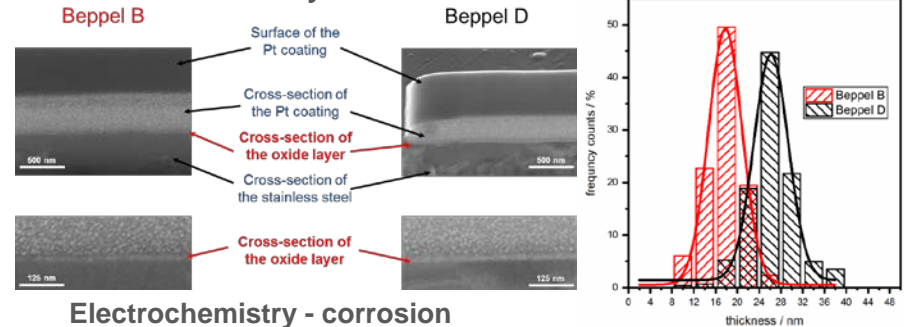 Beppel B
Beppel D
Surface of the
Pt coating
Cross-section of
the Pt coating
Cross-section of
the oxide layer
Cross-section of
the stainless steel
500 nm
500 nm
Cross-section of
the oxide layer
125 nm
125 nm
Electrochemistry - corrosion
frequncy counts / %
50
40
30
20
10
0
Beppel B
Beppel D
0 4 8 12 16 20 24 28 32 36 40 44 48
thickness / nm